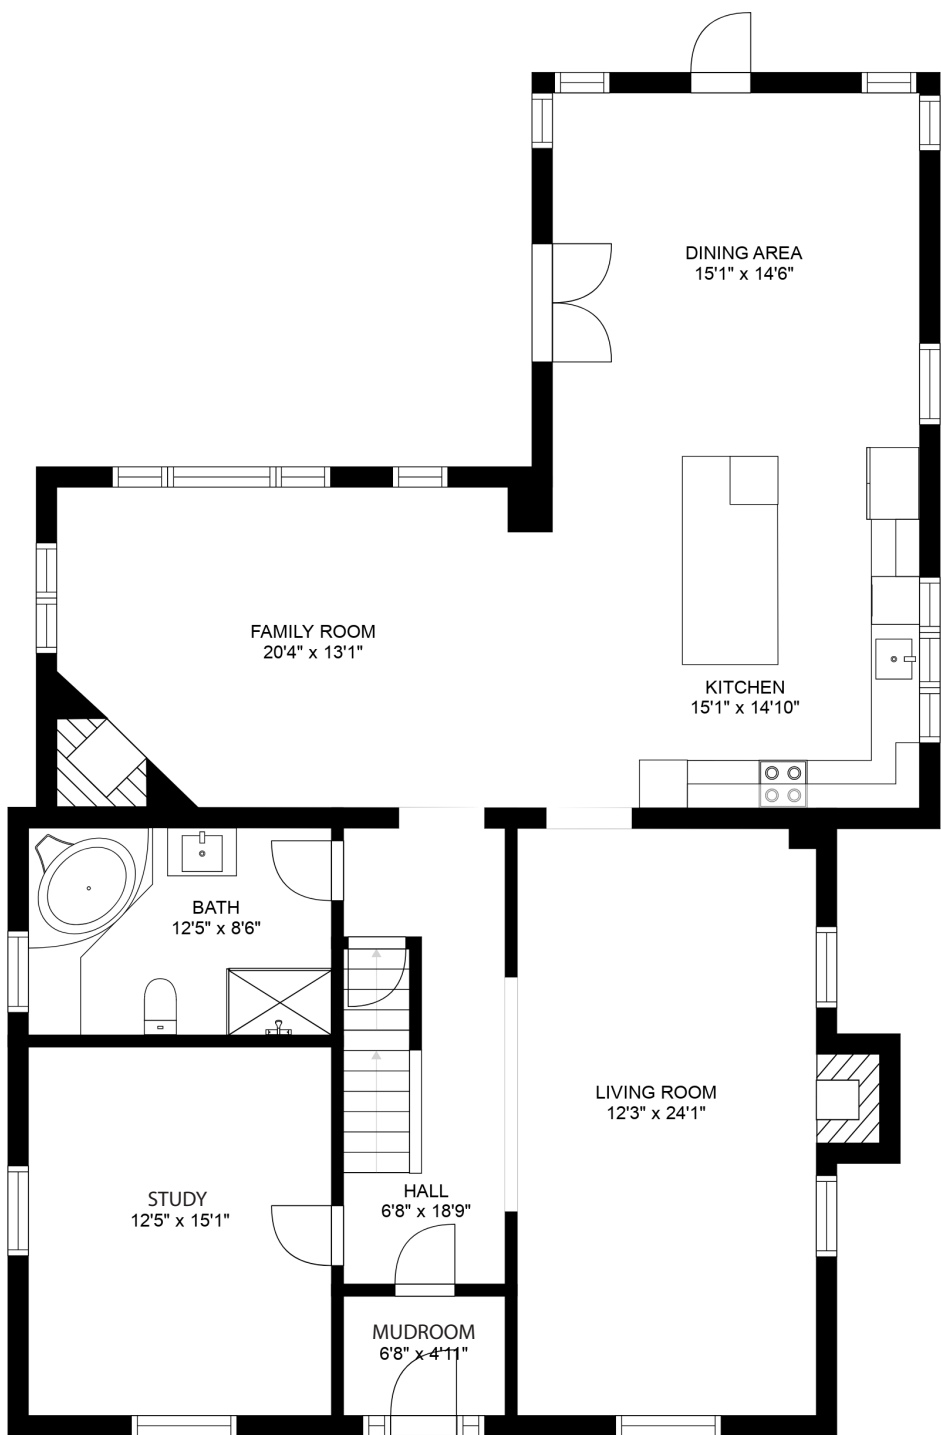 DINING AREA
15'1" x 14'6"
FAMILY ROOM
20'4" x 13'1"
KITCHEN
15'1" x 14'10"
BATH
12'5" x 8'6"
LIVING ROOM
12'3" x 24'1"
STUDY
12'5" x 15'1"
HALL
6'8" x 18'9"
MUDROOM
6'8" x 4'11"